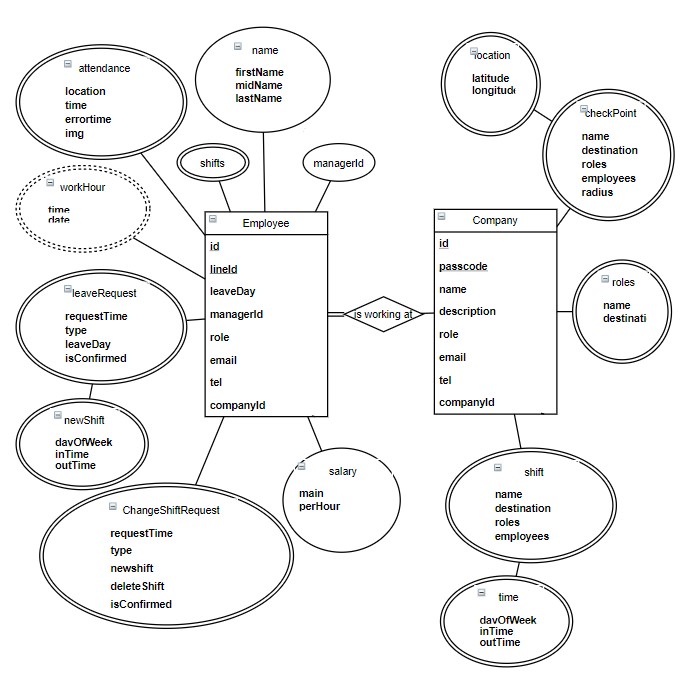 attendance
location
time
errortime
img
name
firstName
midName
lastName
location
latitude
longitude
checkPoint
name
destination
roles
employees
radius
shifts
managerId
workHour
time
date
Employee
id
lineId
leaveDay
managerId
role
email
tel
companyId
Company
id
passcode
name
description
role
email
tel
companyId
is working at
roles
name
destinati
leaveRequest
requestTime
type
leaveDay
isConfirmed
newShift
dayOfWeek
inTime
outTime
ChangeShiftRequest
requestTime
type
newshift
deleteShift
isConfirmed
salary
main
perHour
shift
name
destination
roles
employees
time
dayOfWeek
inTime
outTime